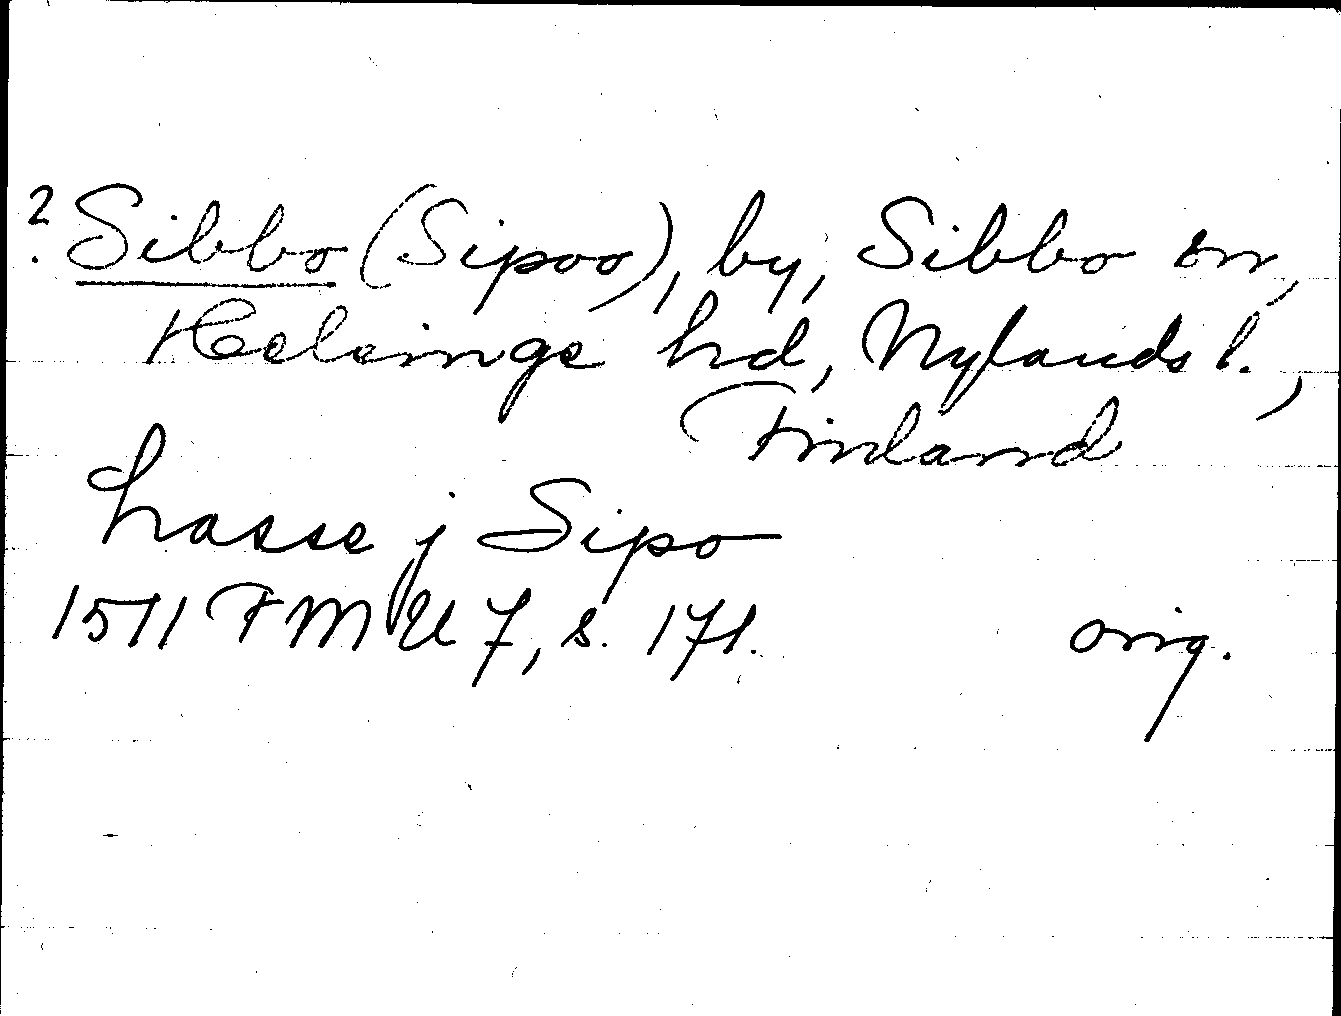 ? Sibbo (Sipoo), by, Sibbo sn,
Helsinge hd, Nylands l.,
Finland
Lasse j Sipo
1511 FMU 7, s. 171. orig.